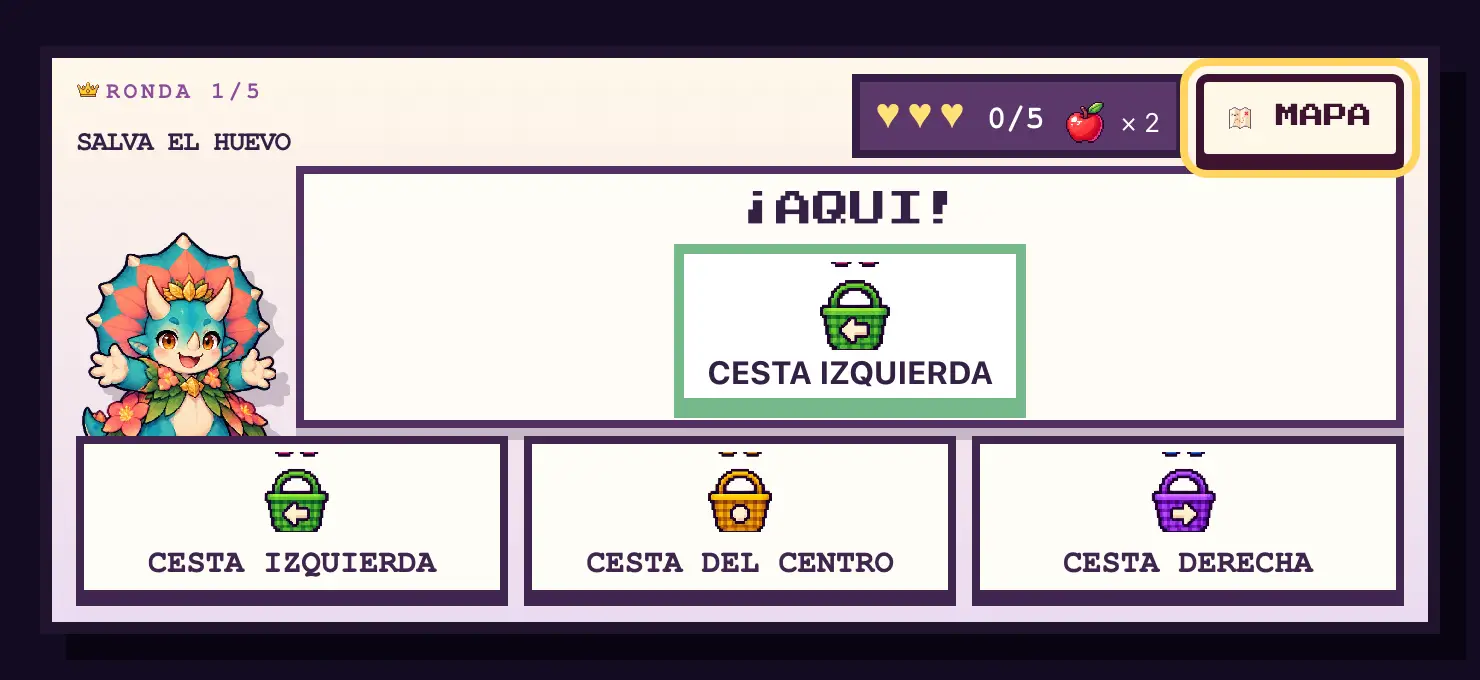 RONDA 1/5
SALVA EL HUEVO
0/5 × 2
MAPA
¡AQUI!
CESTA IZQUIERDA
CESTA IZQUIERDA
CESTA DEL CENTRO
CESTA DERECHA